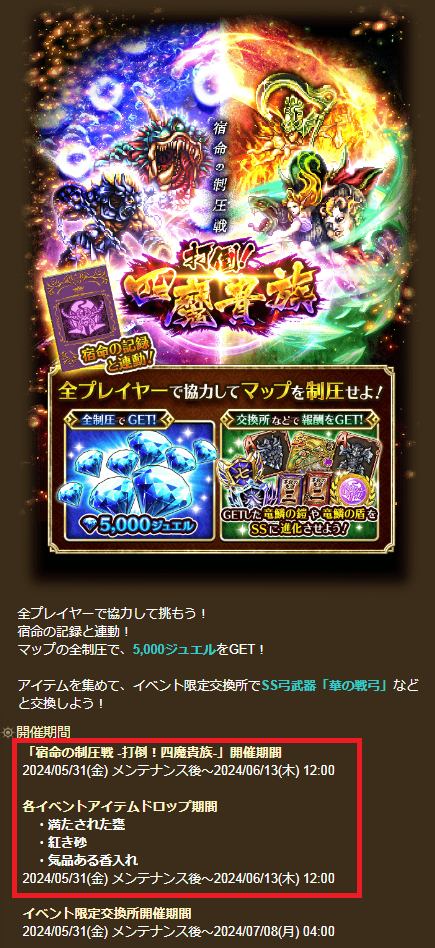 宿命の制圧戦
打倒!
四魔貴族
宿命の記録
と連動!
全プレイヤーで協力してマップを制圧せよ!
全制圧でGET!
交換所などで報酬をGET!
5,000ジュエル
GETした竜鱗の鎧や竜鱗の盾を
SSに進化させよう!
全プレイヤーで協力して挑もう!
宿命の記録と連動!
マップの全制圧で、5,000ジュエルをGET!
アイテムを集めて、イベント限定交換所でSS弓武器「華の戦弓」など
と交換しよう!
開催期間
「宿命の制圧戦 -打倒!四魔貴族-」開催期間
2024/05/31(金) メンテナンス後～2024/06/13(木) 12:00
各イベントアイテムドロップ期間
・満たされた甕
・紅き砂
・気品ある香入れ
2024/05/31(金) メンテナンス後～2024/06/13(木) 12:00
イベント限定交換所開催期間
2024/05/31(金) メンテナンス後～2024/07/08(月) 04:00